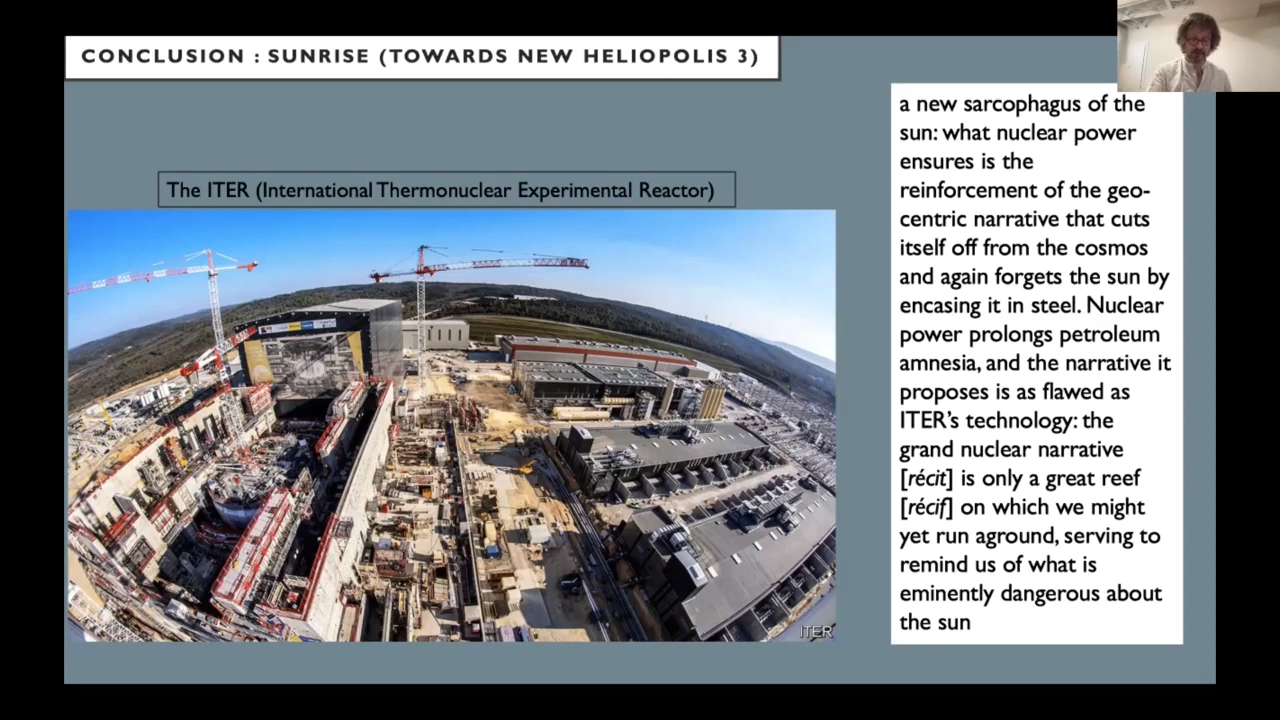 CONCLUSION : SUNRISE (TOWARDS NEW HELIOPOLIS 3)
The ITER (International Thermonuclear Experimental Reactor)
ITER
a new sarcophagus of the
sun: what nuclear power
ensures is the
reinforcement of the geo-
centric narrative that cuts
itself off from the cosmos
and again forgets the sun by
encasing it in steel. Nuclear
power prolongs petroleum
amnesia, and the narrative it
proposes is as flawed as
ITER’s technology: the
grand nuclear narrative
[récit] is only a great reef
[récif] on which we might
yet run aground, serving to
remind us of what is
eminently dangerous about
the sun